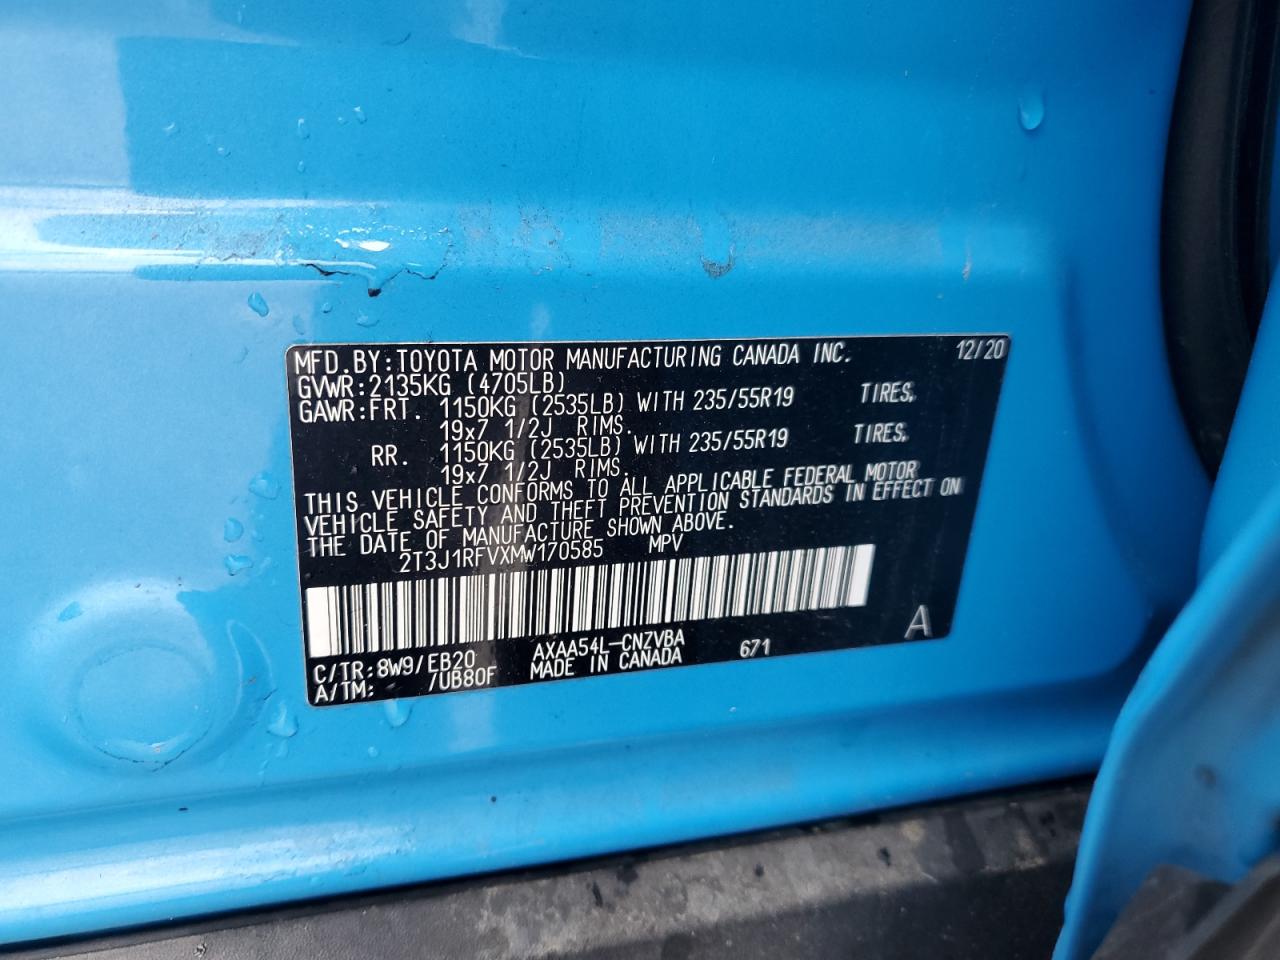 MFD.BY:TOYOTA MOTOR MANUFACTURING CANADA INC. 12/20
GVWR:2135KG (4705LB)
GAWR:FRT. 1150KG (2535LB) WITH 235/55R19 TIRES,
19x7 1/2J RIMS.
RR. 1150KG (2535LB) WITH 235/55R19 TIRES,
19x7 1/2J RIMS.
THIS VEHICLE CONFORMS TO ALL APPLICABLE FEDERAL MOTOR
VEHICLE SAFETY AND THEFT PREVENTION STANDARDS IN EFFECT ON
THE DATE OF MANUFACTURE SHOWN ABOVE.
2T3J1RFVXMW170585 MPV
C/TR:8W9/EB20 AXAA54L-CNZVBA 671 A
A/TM: /UB80F MADE IN CANADA